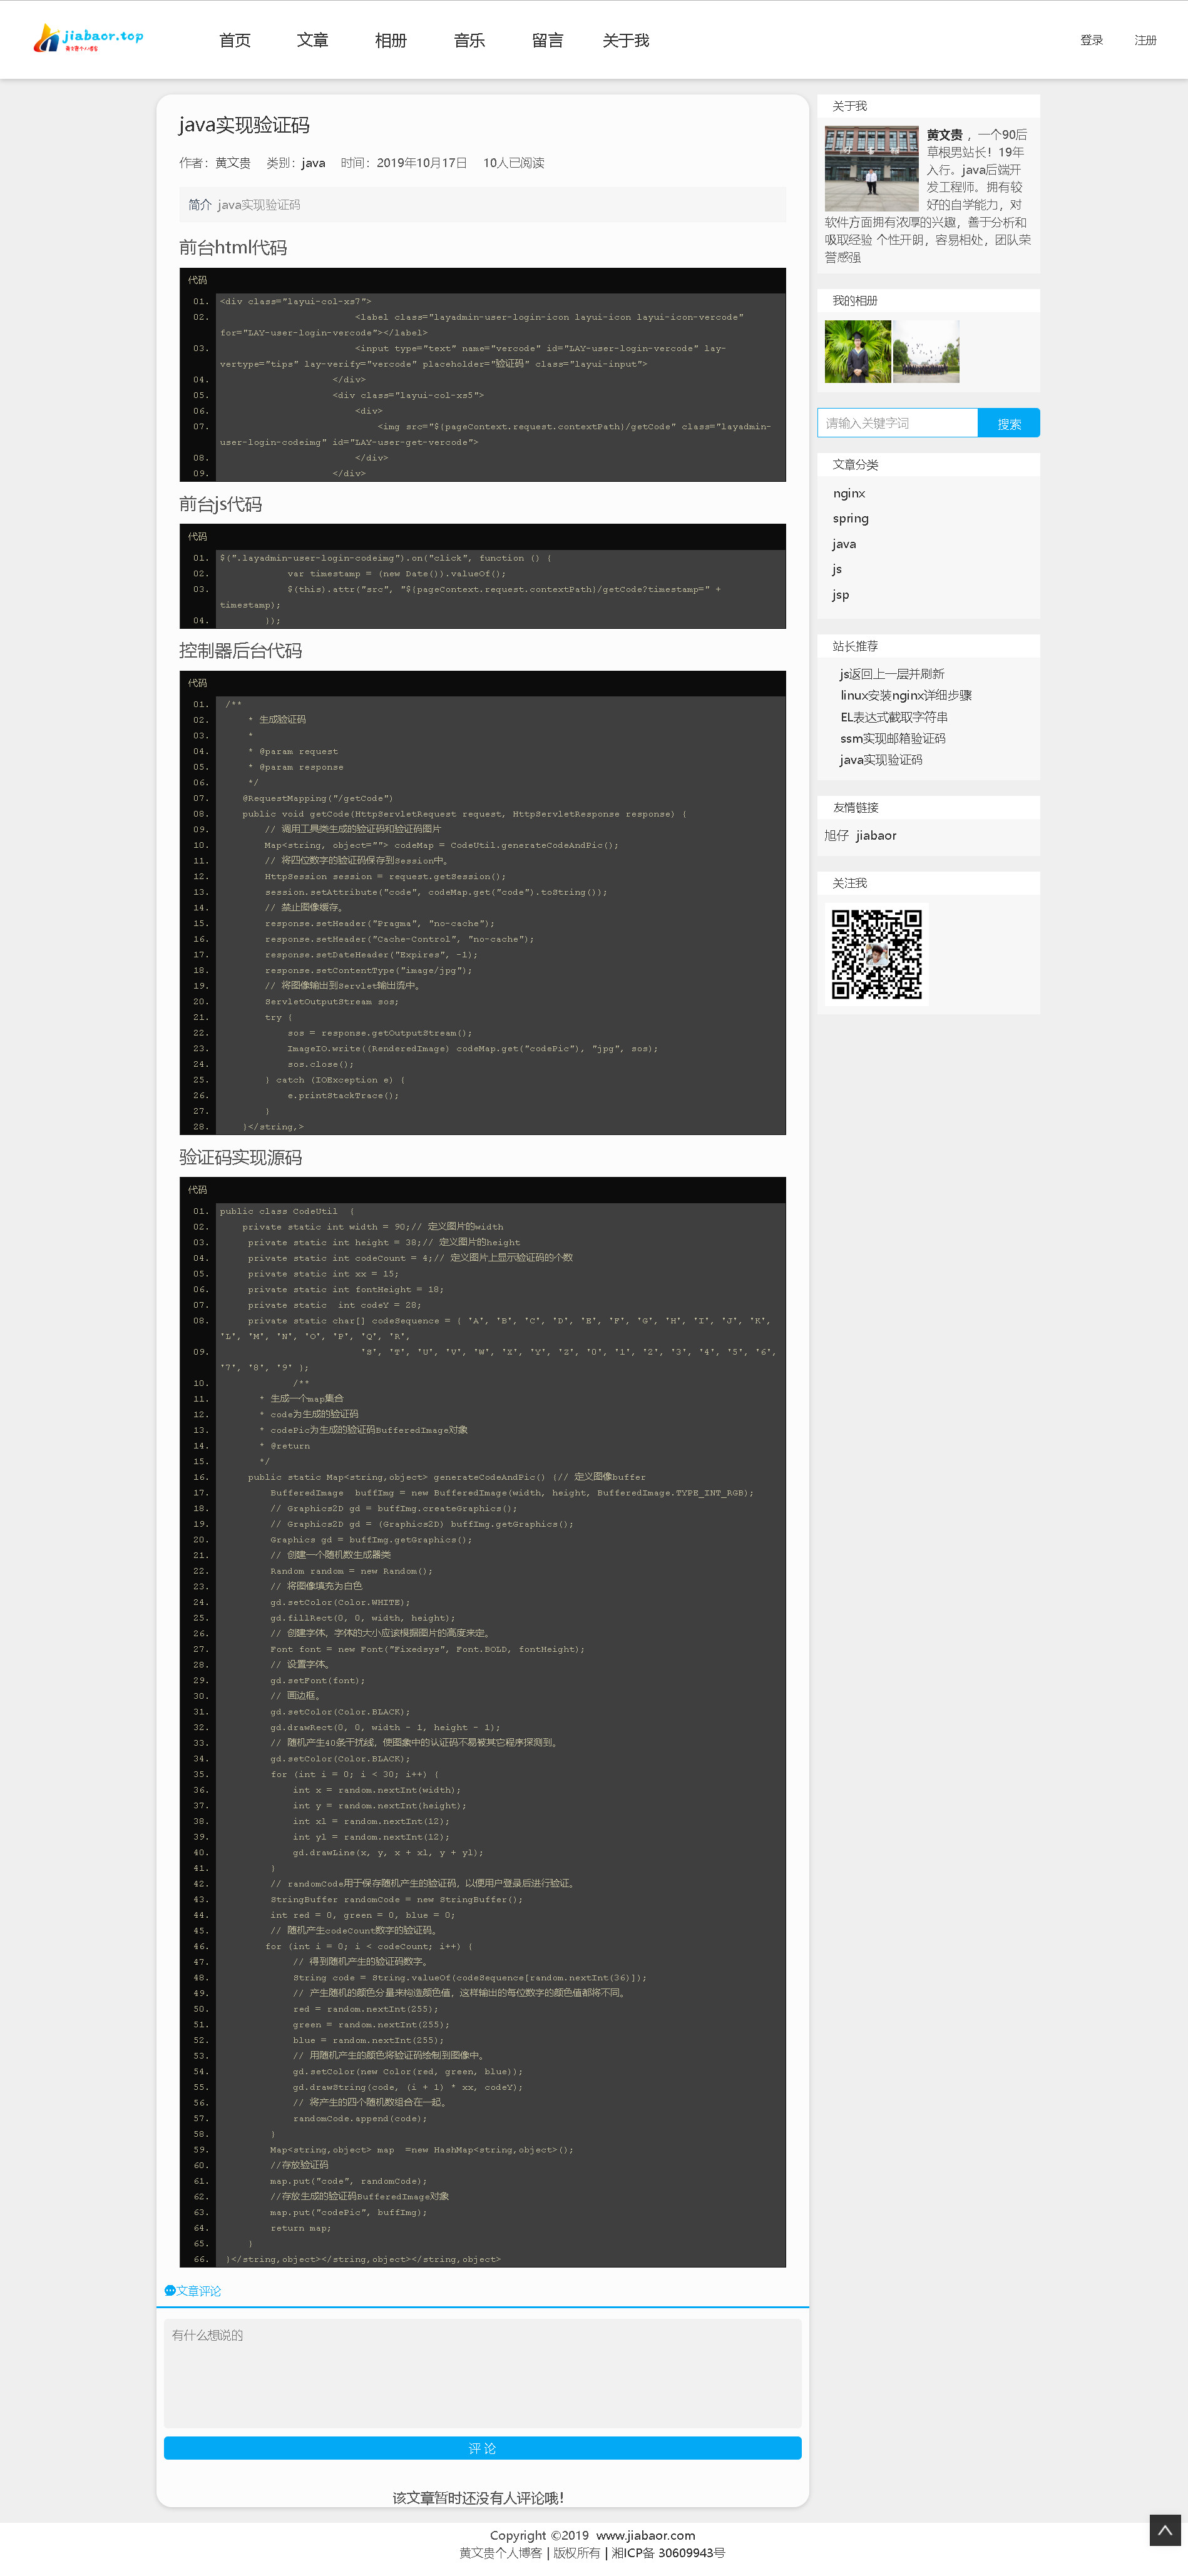 jiabaor.top
黄文贵个人博客
首页 文章 相册 音乐 留言 关于我
登录 注册
java实现验证码
作者：黄文贵 类别：java 时间：2019年10月17日 10人已阅读
简介 java实现验证码
前台html代码
代码
01. <div class="layui-col-xs7">
02. <label class="layadmin-user-login-icon layui-icon layui-icon-vercode"
for="LAY-user-login-vercode"></label>
03. <input type="text" name="vercode" id="LAY-user-login-vercode" lay-
vertype="tips" lay-verify="vercode" placeholder="验证码" class="layui-input">
04. </div>
05. <div class="layui-col-xs5">
06. <div>
07. <img src="${pageContext.request.contextPath}/getCode" class="layadmin-
user-login-codeimg" id="LAY-user-get-vercode">
08. </div>
09. </div>
前台js代码
代码
01. $(".layadmin-user-login-codeimg").on("click", function () {
02. var timestamp = (new Date()).valueOf();
03. $(this).attr("src", "${pageContext.request.contextPath}/getCode?timestamp=" +
timestamp);
04. });
控制器后台代码
代码
01. /**
02. * 生成验证码
03. *
04. * @param request
05. * @param response
06. */
07. @RequestMapping("/getCode")
08. public void getCode(HttpServletRequest request, HttpServletResponse response) {
09. // 调用工具类生成的验证码和验证码图片
10. Map<string, object=""> codeMap = CodeUtil.generateCodeAndPic();
11. // 将四位数字的验证码保存到Session中。
12. HttpSession session = request.getSession();
13. session.setAttribute("code", codeMap.get("code").toString());
14. // 禁止图像缓存。
15. response.setHeader("Pragma", "no-cache");
16. response.setHeader("Cache-Control", "no-cache");
17. response.setDateHeader("Expires", -1);
18. response.setContentType("image/jpg");
19. // 将图像输出到Servlet输出流中。
20. ServletOutputStream sos;
21. try {
22. sos = response.getOutputStream();
23. ImageIO.write((RenderedImage) codeMap.get("codePic"), "jpg", sos);
24. sos.close();
25. } catch (IOException e) {
26. e.printStackTrace();
27. }
28. }</string,>
验证码实现源码
代码
01. public class CodeUtil {
02. private static int width = 90;// 定义图片的width
03. private static int height = 38;// 定义图片的height
04. private static int codeCount = 4;// 定义图片上显示验证码的个数
05. private static int xx = 15;
06. private static int fontHeight = 18;
07. private static int codeY = 28;
08. private static char[] codeSequence = { 'A', 'B', 'C', 'D', 'E', 'F', 'G', 'H', 'I', 'J', 'K',
'L', 'M', 'N', 'O', 'P', 'Q', 'R',
09. 'S', 'T', 'U', 'V', 'W', 'X', 'Y', 'Z', '0', '1', '2', '3', '4', '5', '6',
'7', '8', '9' };
10. /**
11. * 生成一个map集合
12. * code为生成的验证码
13. * codePic为生成的验证码BufferedImage对象
14. * @return
15. */
16. public static Map<string,object> generateCodeAndPic() {// 定义图像buffer
17. BufferedImage buffImg = new BufferedImage(width, height, BufferedImage.TYPE_INT_RGB);
18. // Graphics2D gd = buffImg.createGraphics();
19. // Graphics2D gd = (Graphics2D) buffImg.getGraphics();
20. Graphics gd = buffImg.getGraphics();
21. // 创建一个随机数生成器类
22. Random random = new Random();
23. // 将图像填充为白色
24. gd.setColor(Color.WHITE);
25. gd.fillRect(0, 0, width, height);
26. // 创建字体，字体的大小应该根据图片的高度来定。
27. Font font = new Font("Fixedsys", Font.BOLD, fontHeight);
28. // 设置字体。
29. gd.setFont(font);
30. // 画边框。
31. gd.setColor(Color.BLACK);
32. gd.drawRect(0, 0, width - 1, height - 1);
33. // 随机产生40条干扰线，使图象中的认证码不易被其它程序探测到。
34. gd.setColor(Color.BLACK);
35. for (int i = 0; i < 30; i++) {
36. int x = random.nextInt(width);
37. int y = random.nextInt(height);
38. int xl = random.nextInt(12);
39. int yl = random.nextInt(12);
40. gd.drawLine(x, y, x + xl, y + yl);
41. }
42. // randomCode用于保存随机产生的验证码，以便用户登录后进行验证。
43. StringBuffer randomCode = new StringBuffer();
44. int red = 0, green = 0, blue = 0;
45. // 随机产生codeCount数字的验证码。
46. for (int i = 0; i < codeCount; i++) {
47. // 得到随机产生的验证码数字。
48. String code = String.valueOf(codeSequence[random.nextInt(36)]);
49. // 产生随机的颜色分量来构造颜色值，这样输出的每位数字的颜色值都将不同。
50. red = random.nextInt(255);
51. green = random.nextInt(255);
52. blue = random.nextInt(255);
53. // 用随机产生的颜色将验证码绘制到图像中。
54. gd.setColor(new Color(red, green, blue));
55. gd.drawString(code, (i + 1) * xx, codeY);
56. // 将产生的四个随机数组合在一起。
57. randomCode.append(code);
58. }
59. Map<string,object> map =new HashMap<string,object>();
60. //存放验证码
61. map.put("code", randomCode);
62. //存放生成的验证码BufferedImage对象
63. map.put("codePic", buffImg);
64. return map;
65. }
66. }</string,object></string,object></string,object>
文章评论
有什么想说的
评 论
该文章暂时还没有人评论哦！
关于我
黄文贵 ，一个90后
草根男站长！19年
入行。java后端开
发工程师。拥有较
好的自学能力，对
软件方面拥有浓厚的兴趣，善于分析和
吸取经验 个性开朗，容易相处，团队荣
誉感强
我的相册
请输入关键字词 搜索
文章分类
nginx
spring
java
js
jsp
站长推荐
js返回上一层并刷新
linux安装nginx详细步骤
EL表达式截取字符串
ssm实现邮箱验证码
java实现验证码
友情链接
旭仔 jiabaor
关注我
Copyright ©2019 www.jiabaor.com
黄文贵个人博客 | 版权所有 | 湘ICP备 30609943号